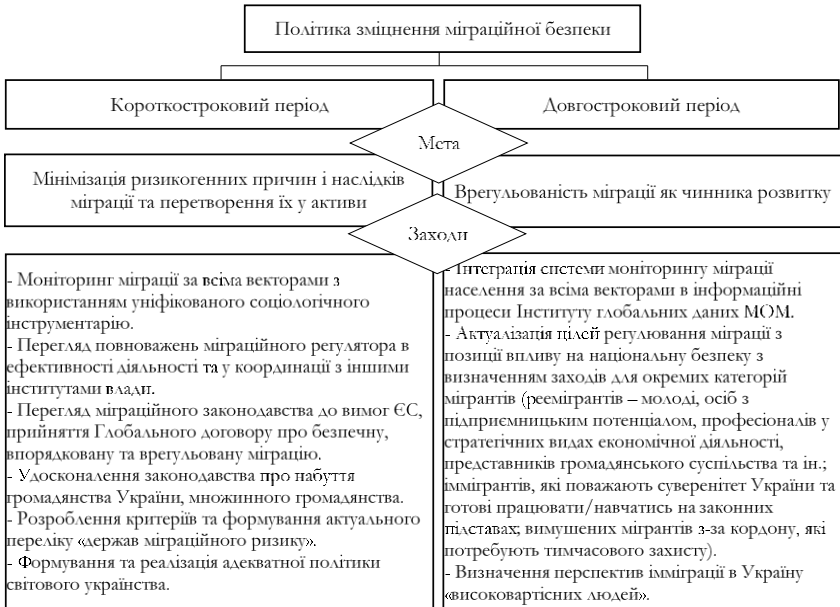 Політика зміцнення міграційної безпеки
Короткостроковий період
Довгостроковий період
Мета
Мінімізація ризикогенних причин і наслідків
міграції та перетворення їх у активи
Врегульованість міграції як чинника розвитку
Заходи
- Моніторинг міграції за всіма векторами з
використанням уніфікованого соціологічного
інструментарію.
- Перегляд повноважень міграційного регулятора в
ефективності діяльності та у координації з іншими
інститутами влади.
- Перегляд міграційного законодавства до вимог ЄС,
прийняття Глобального договору про безпечну,
впорядковану та врегульовану міграцію.
- Удосконалення законодавства про набуття
громадянства України, множинного громадянства.
- Розроблення критеріїв та формування актуального
переліку «держав міграційного ризику».
- Формування та реалізація адекватної політики
світового українства.
- Інтеграція системи моніторингу міграції
населення за всіма векторами в інформаційні
процеси Інституту глобальних даних МОМ.
- Актуалізація цілей регулювання міграції з
позиції впливу на національну безпеку з
визначенням заходів для окремих категорій
мігрантів (реемігрантів – молоді, осіб з
підприємницьким потенціалом, професіоналів у
стратегічних видах економічної діяльності,
представників громадянського суспільства та ін.;
іммігрантів, які поважають суверенітет України та
готові працювати/навчатись на законних
підставах; вимушених мігрантів з-за кордону, які
потребують тимчасового захисту).
- Визначення перспектив імміграції в Україну
«високовартісних людей».